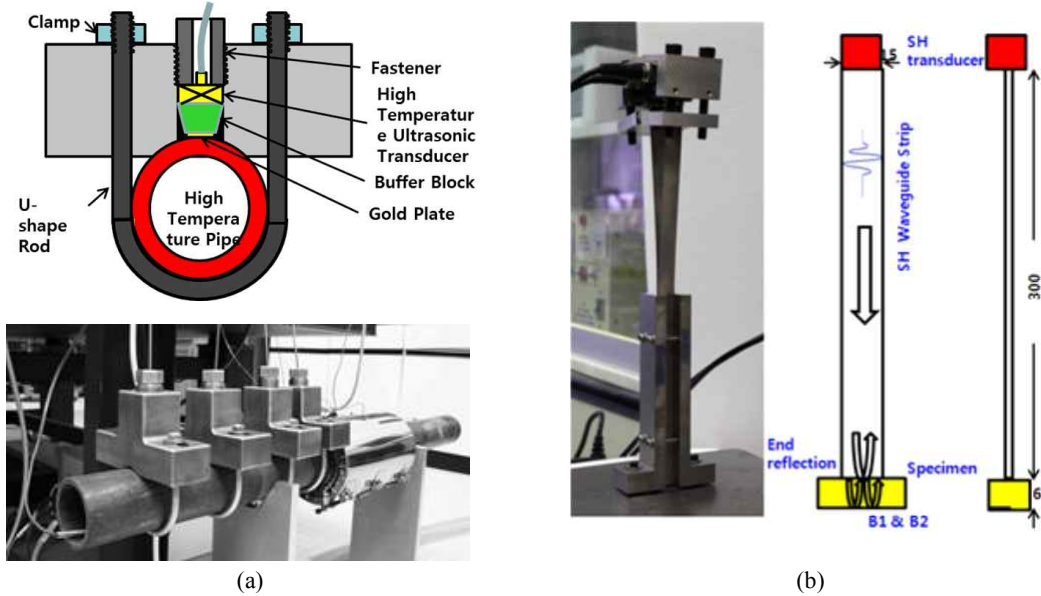 Clamp
Fastener
High
Temperatur
e Ultrasonic
Transducer
Buffer Block
Gold Plate
U-
shape
Rod
High
Tempera
ture Pipe
(a)
SH
transducer
15
SH Waveguide Strip
300
End
reflection
Specimen
6
B1 & B2
(b)